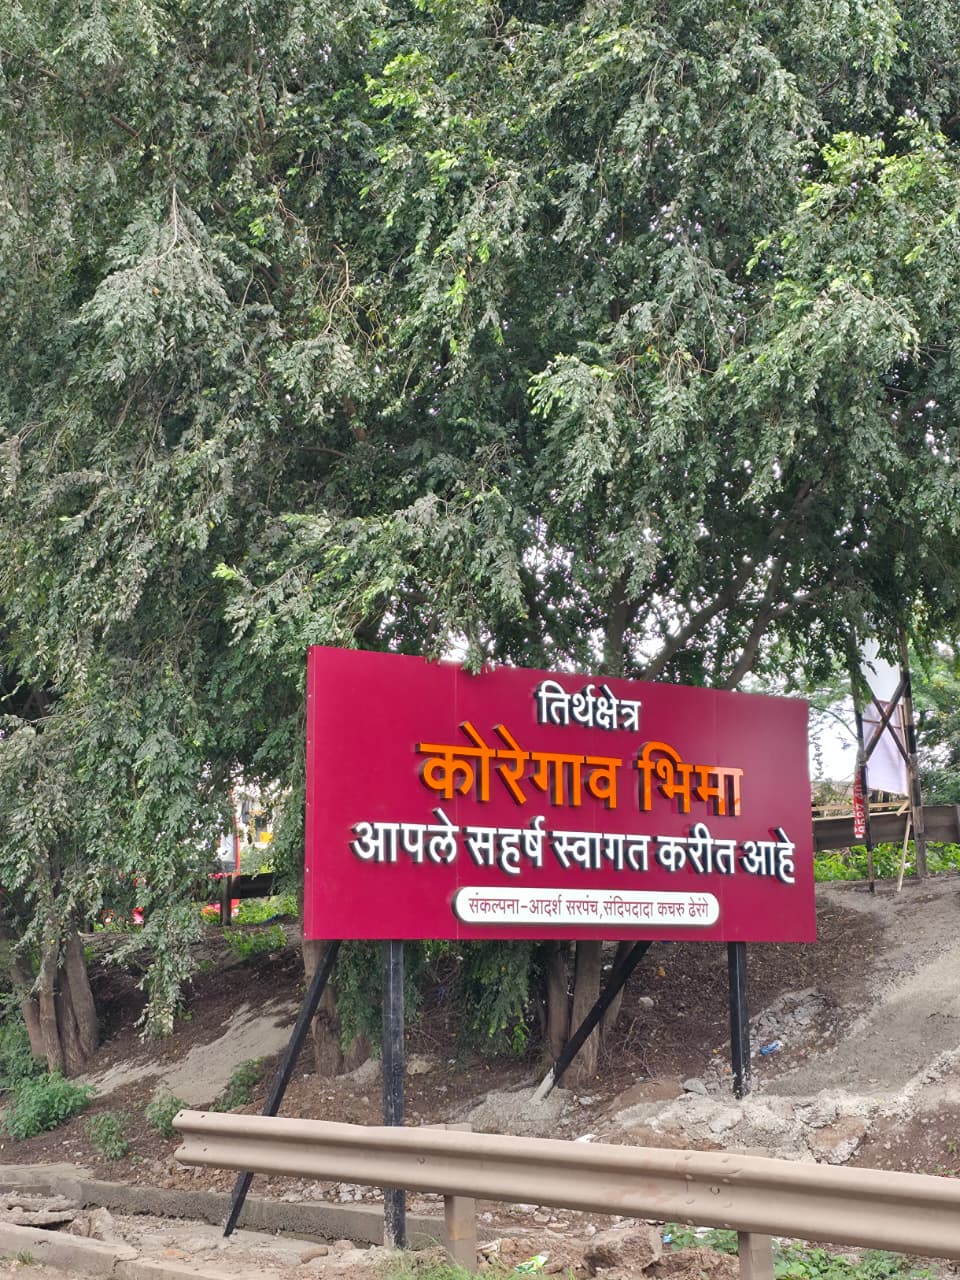 तिर्थक्षेत्र
कोरेगाव भिमा
आपले सहर्ष स्वागत करीत आहे
संकल्पना-आदर्श सरपंच,संदिपदादा कचरु ढेरंगे